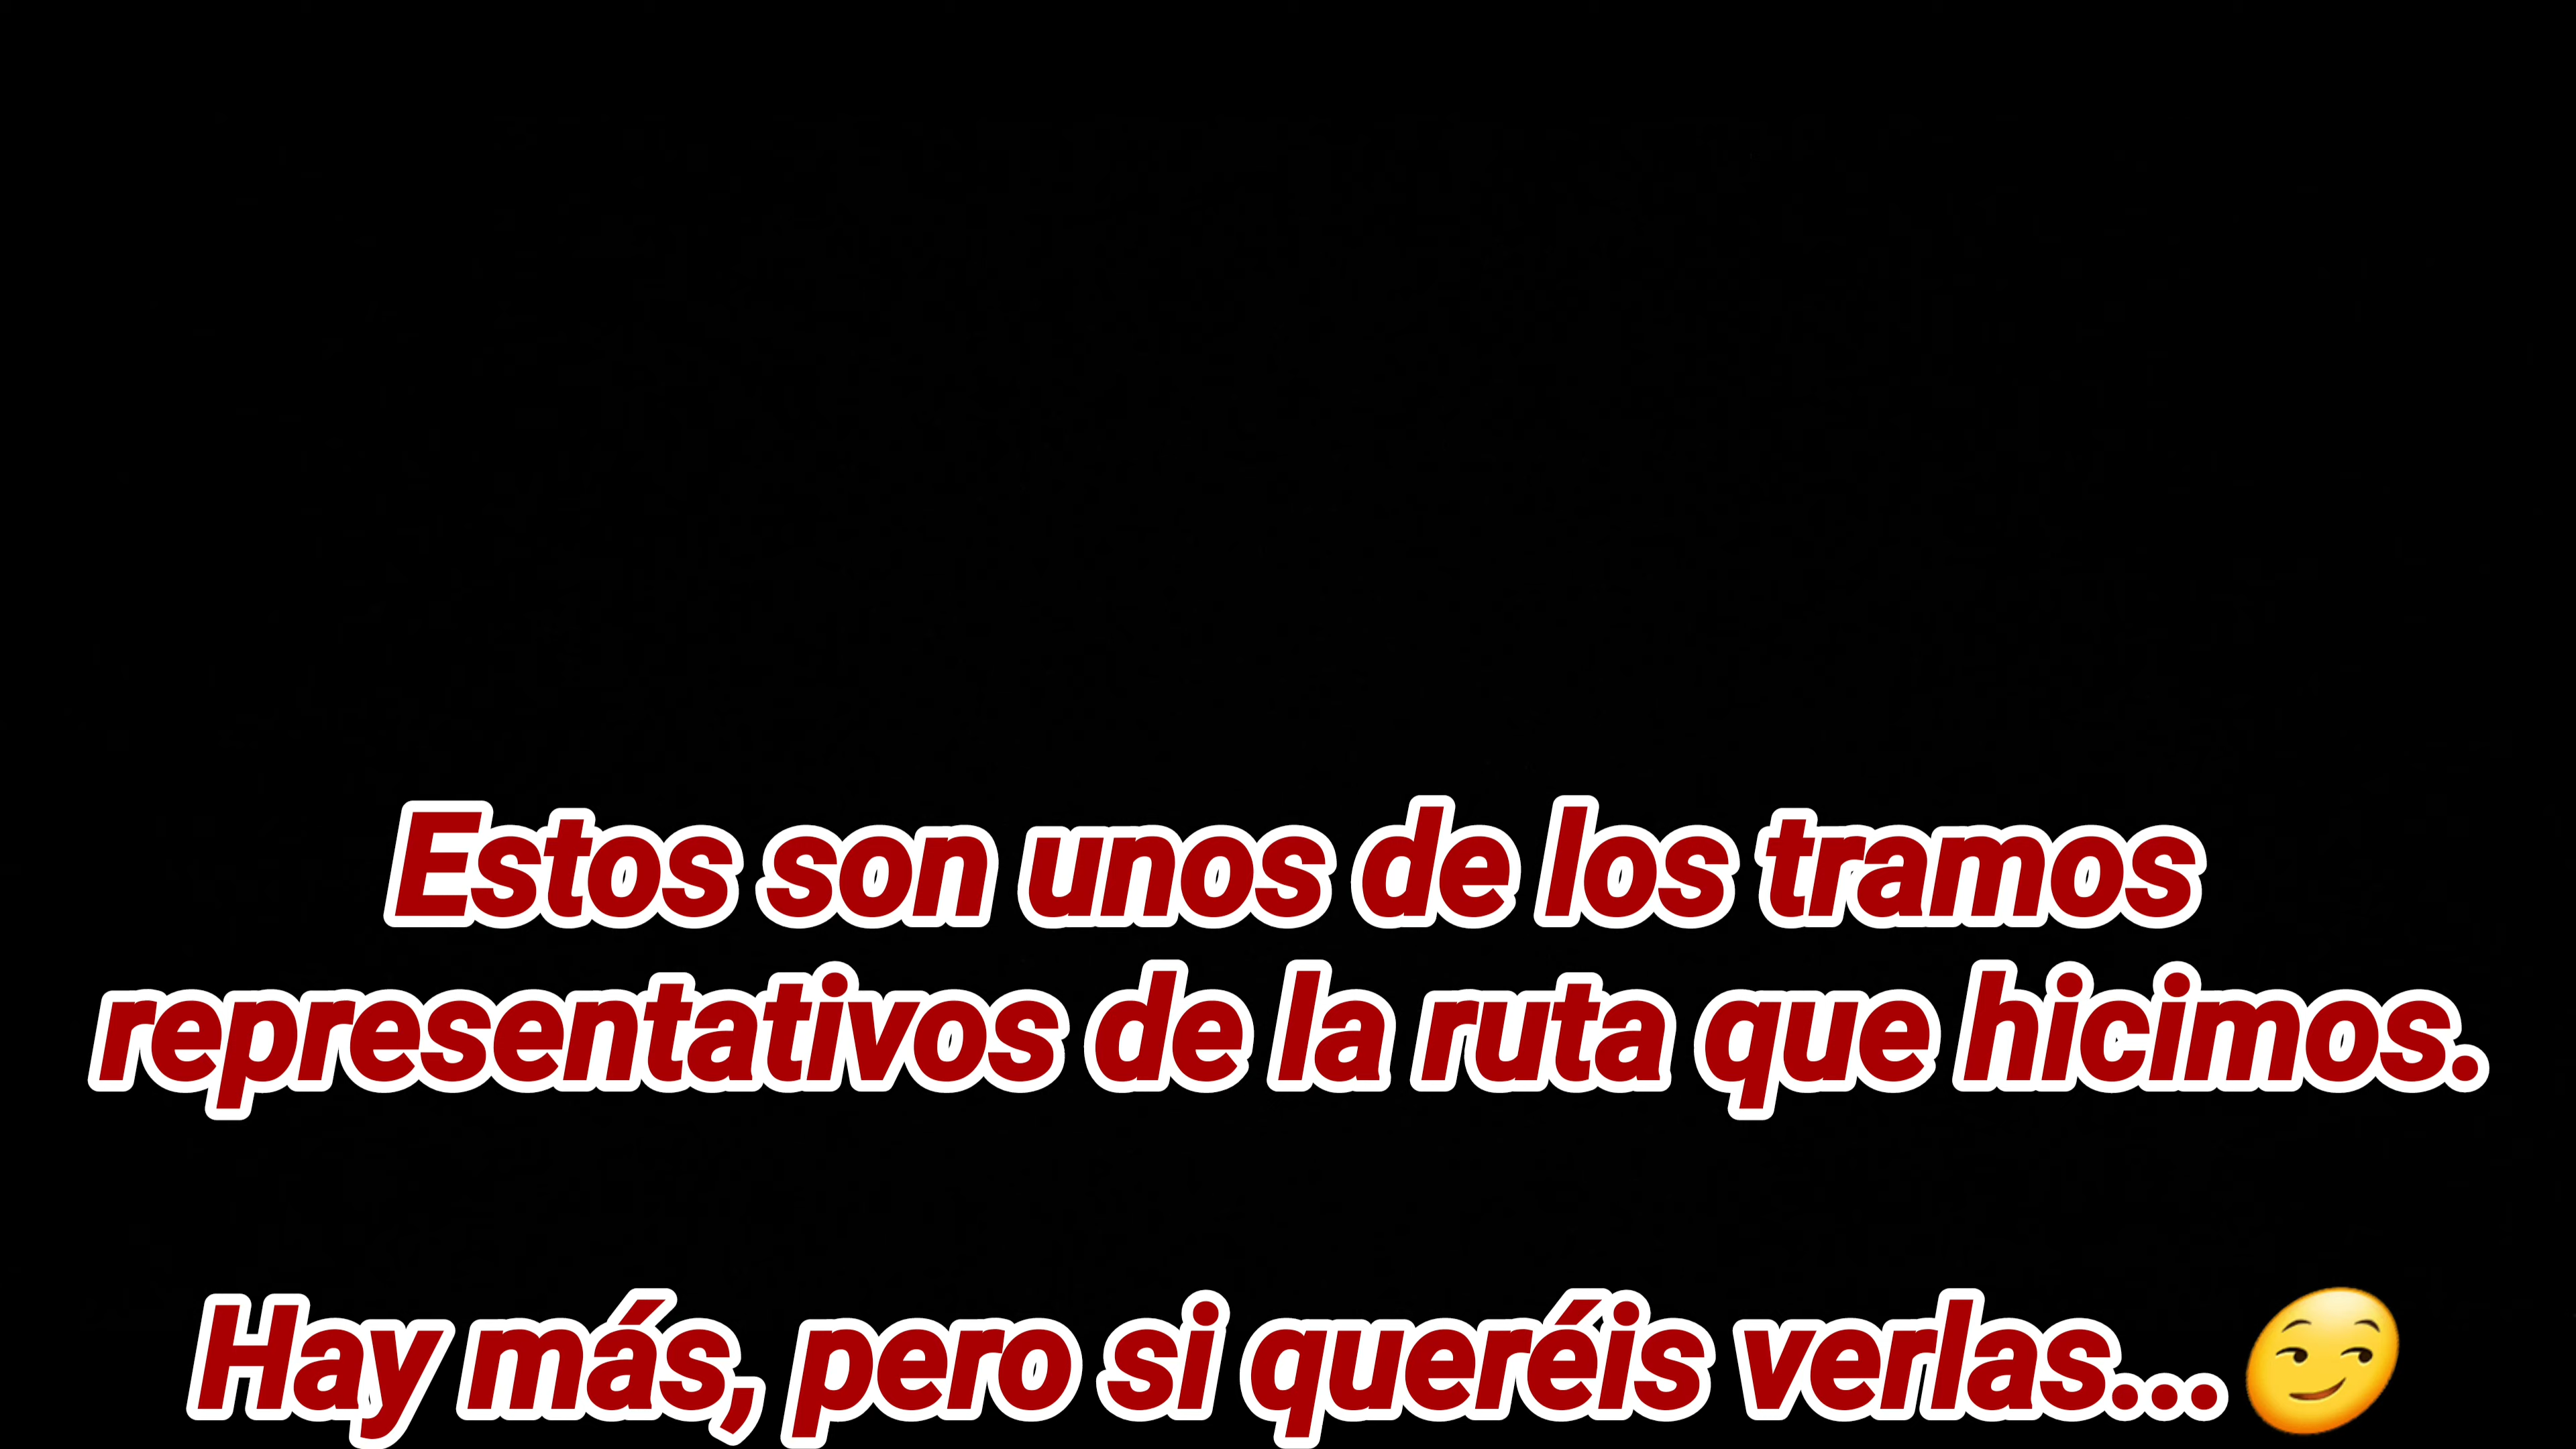 Estos son unos de los tramos
representativos de la ruta que hicimos.
Hay más, pero si queréis verlas...😏